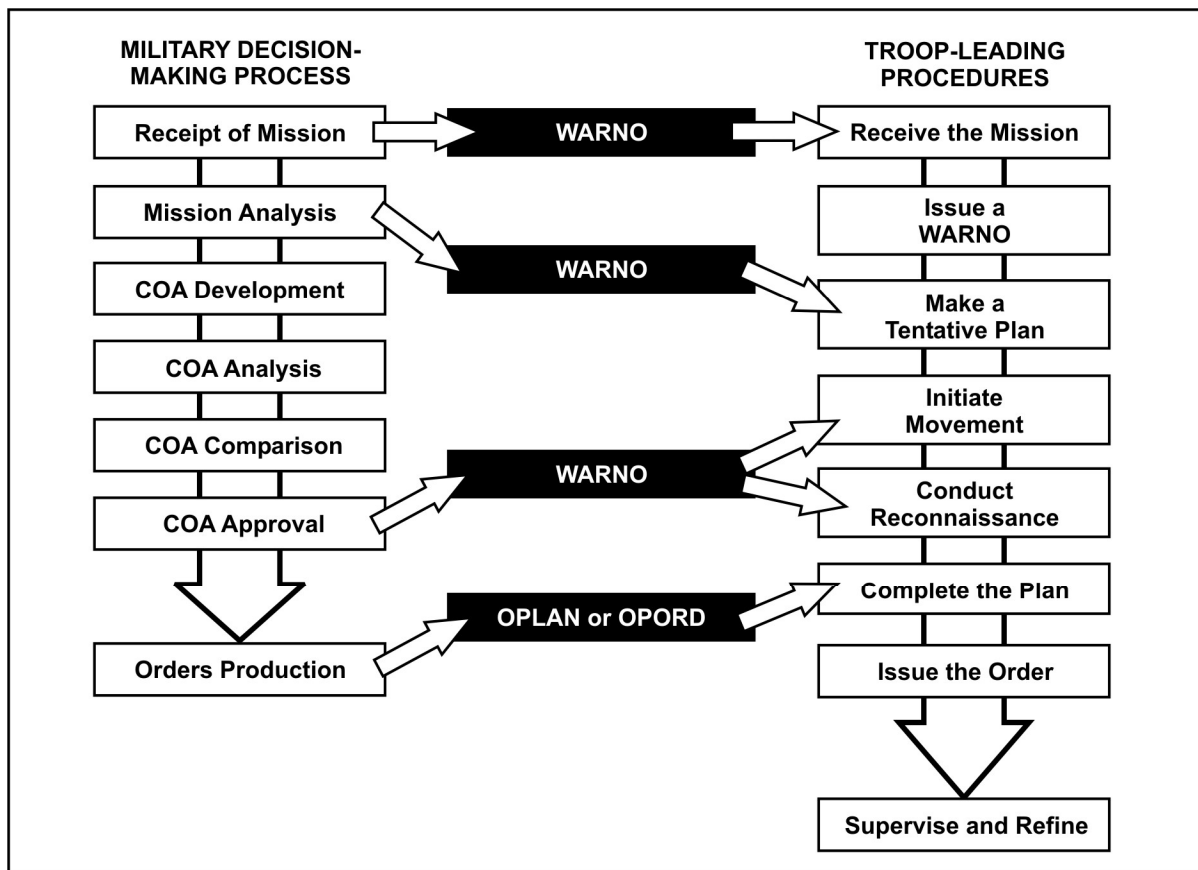 MILITARY DECISION-
MAKING PROCESS
Receipt of Mission
Mission Analysis
COA Development
COA Analysis
COA Comparison
COA Approval
Orders Production
WARNO
WARNO
WARNO
OPLAN or OPORD
TROOP-LEADING
PROCEDURES
Receive the Mission
Issue a
WARNO
Make a
Tentative Plan
Initiate
Movement
Conduct
Reconnaissance
Complete the Plan
Issue the Order
Supervise and Refine